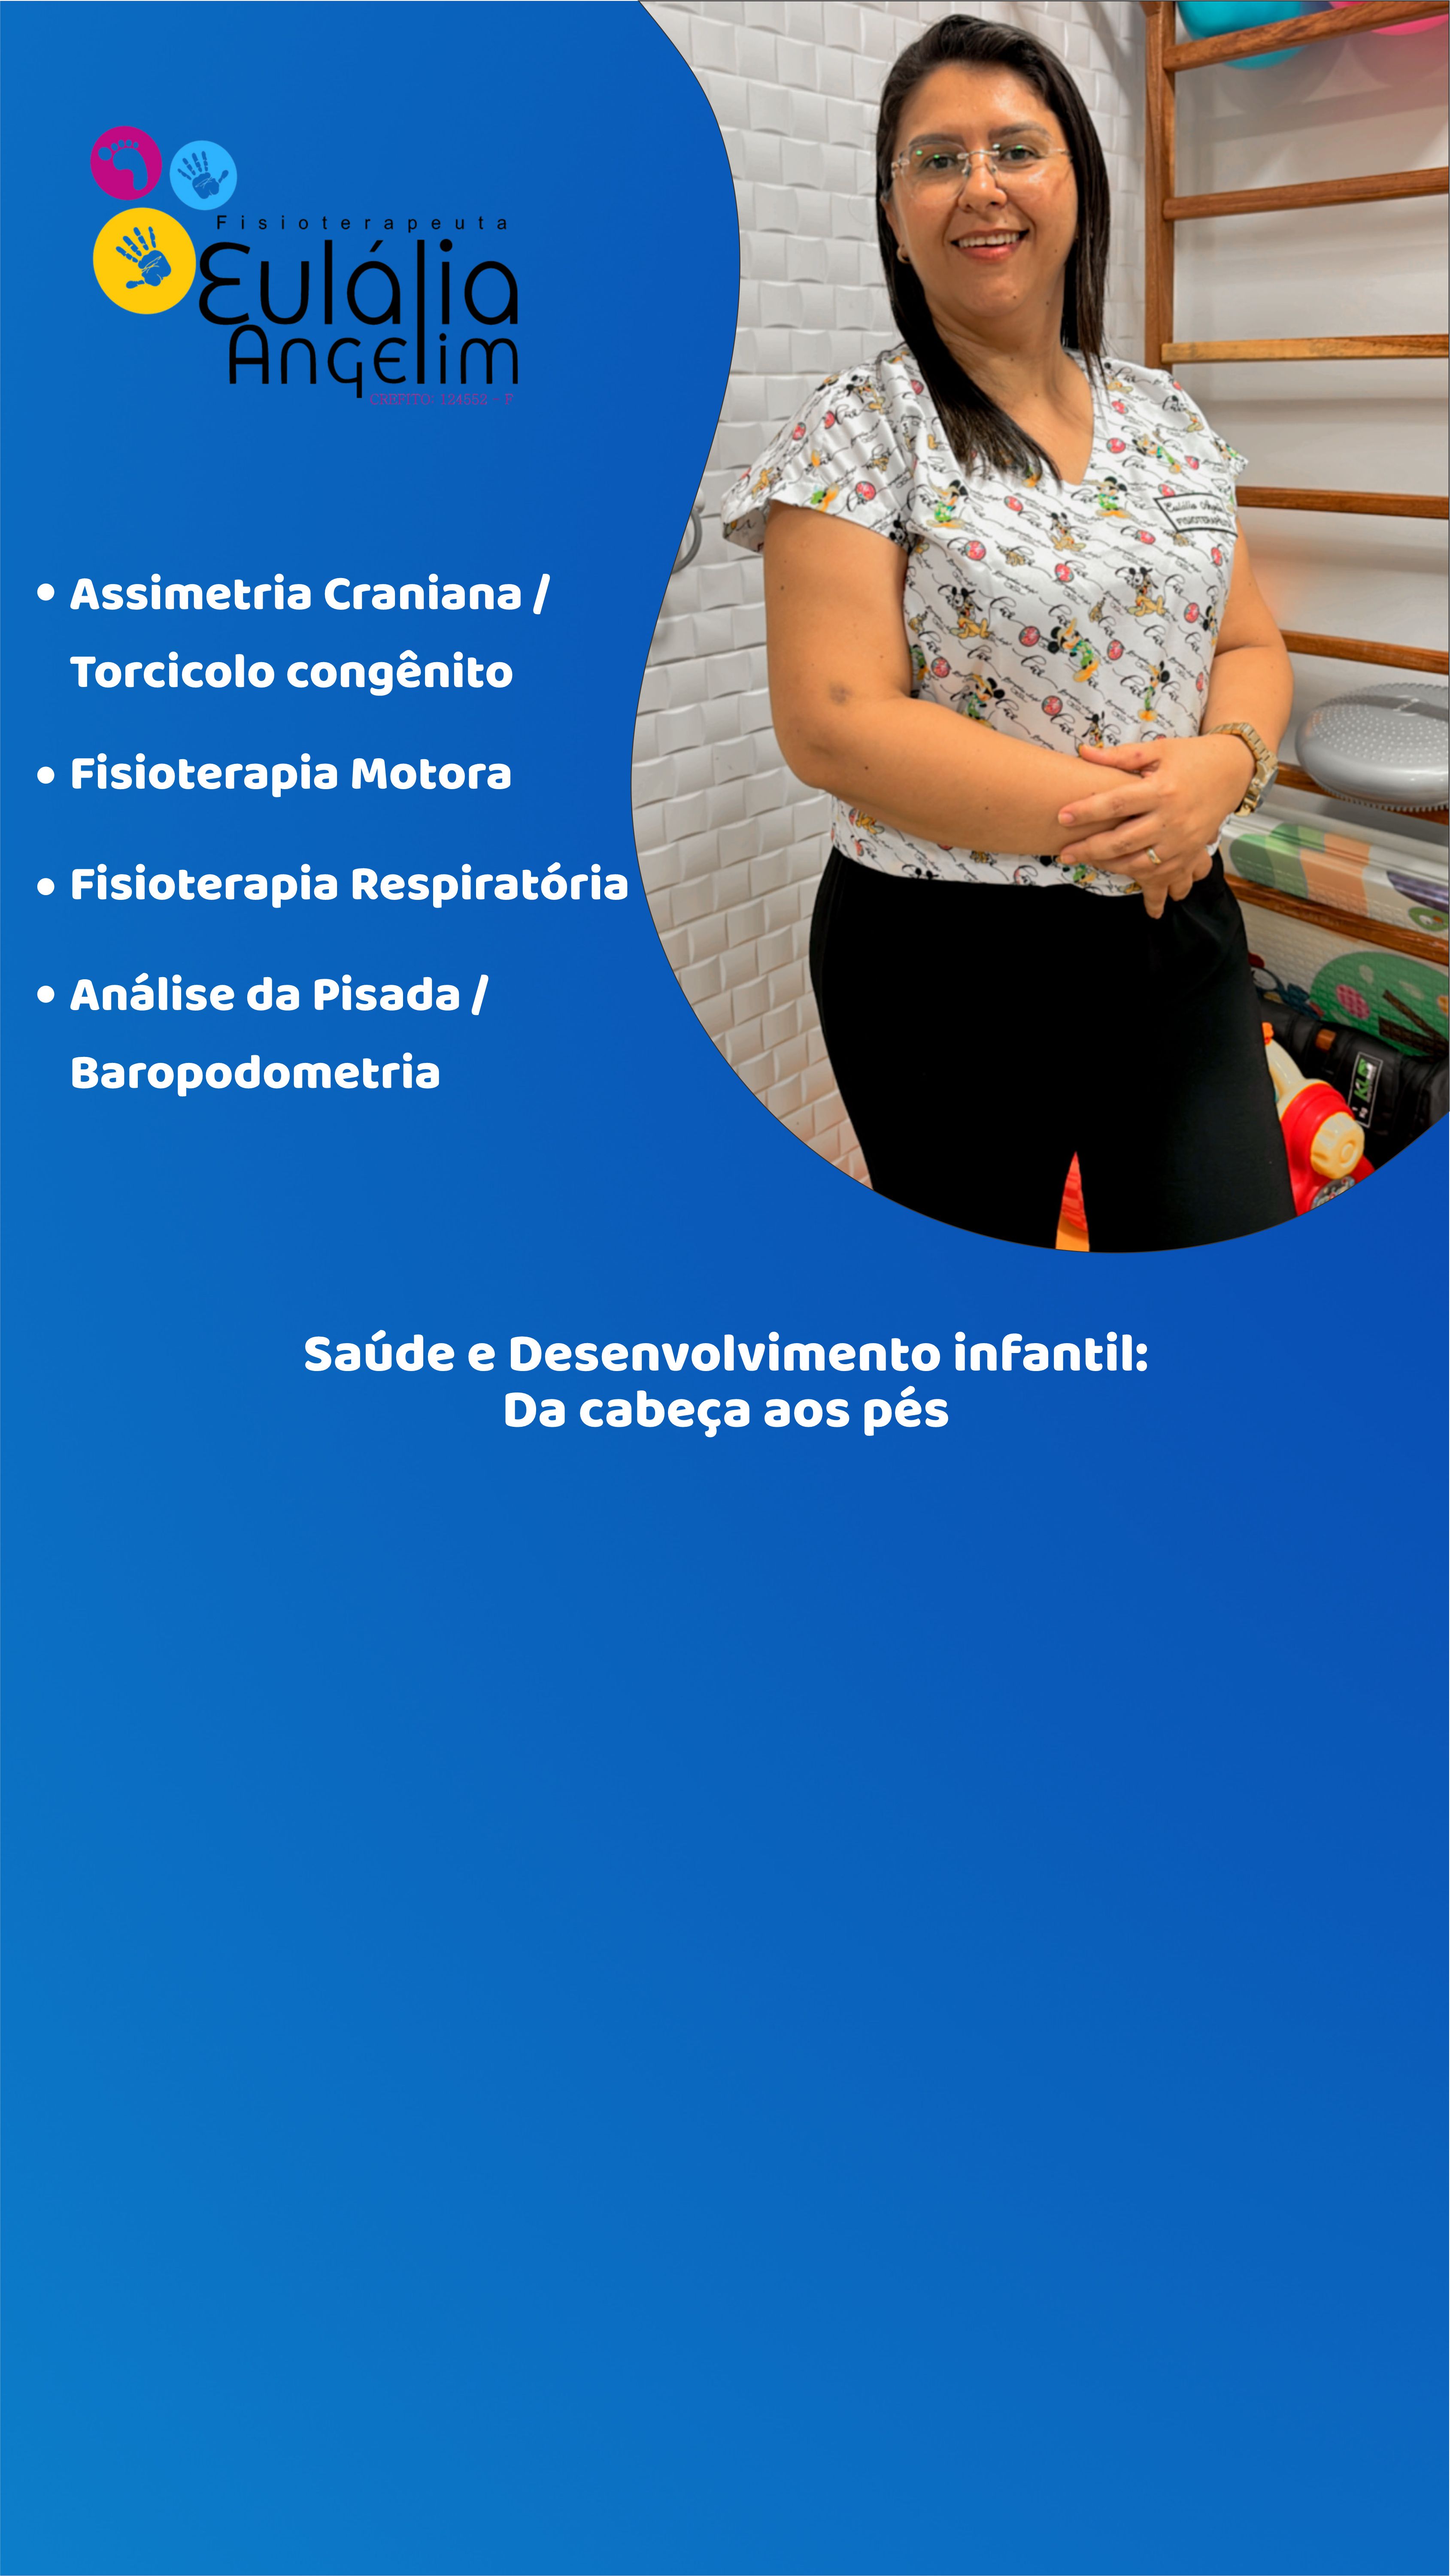 Fisioterapeuta
Eulália
Angelim
• Assimetria Craniana /
Torcicolo congênito
• Fisioterapia Motora
• Fisioterapia Respiratória
• Análise da Pisada /
Baropodometria
Saúde e Desenvolvimento infantil:
Da cabeça aos pés